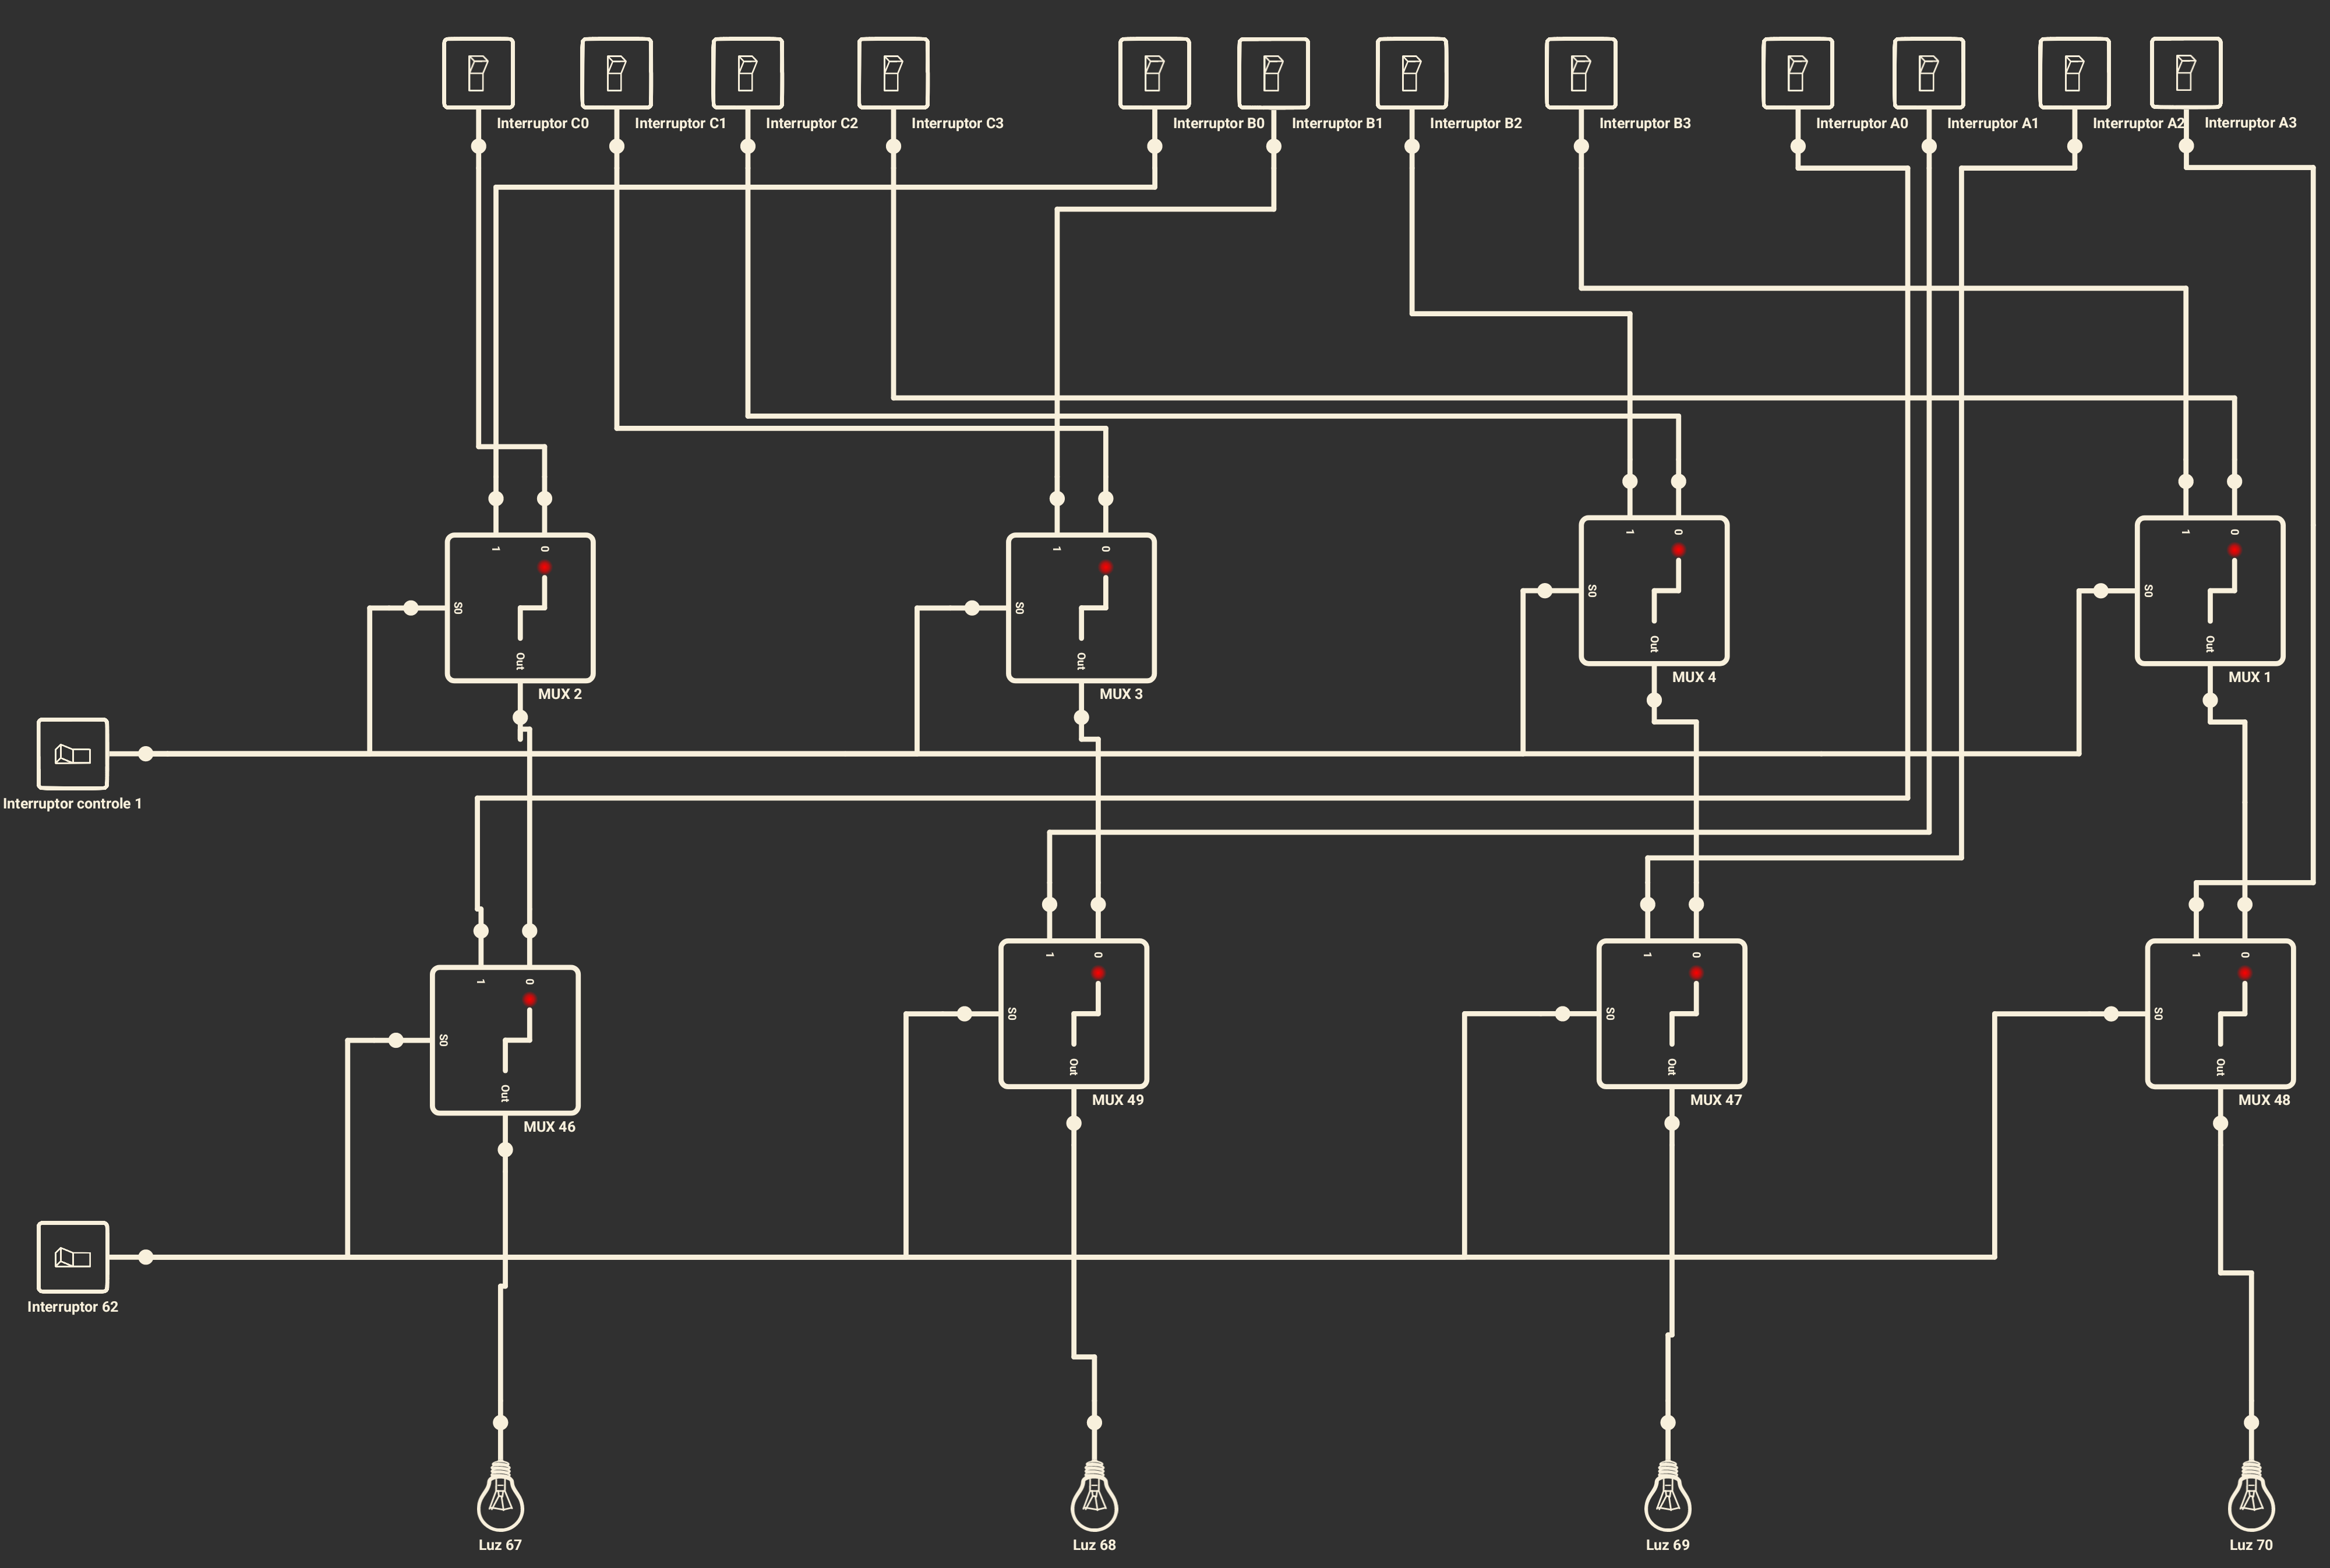 Interruptor C0
Interruptor C1
Interruptor C2
Interruptor C3
Interruptor B0
Interruptor B1
Interruptor B2
Interruptor B3
Interruptor A0
Interruptor A1
Interruptor A2
Interruptor A3
1
0
S0
Out
MUX 2
1
0
S0
Out
MUX 3
1
0
S0
Out
MUX 4
1
0
S0
Out
MUX 1
Interruptor controle 1
1
0
S0
Out
MUX 46
1
0
S0
Out
MUX 49
1
0
S0
Out
MUX 47
1
0
S0
Out
MUX 48
Interruptor 62
Luz 67
Luz 68
Luz 69
Luz 70